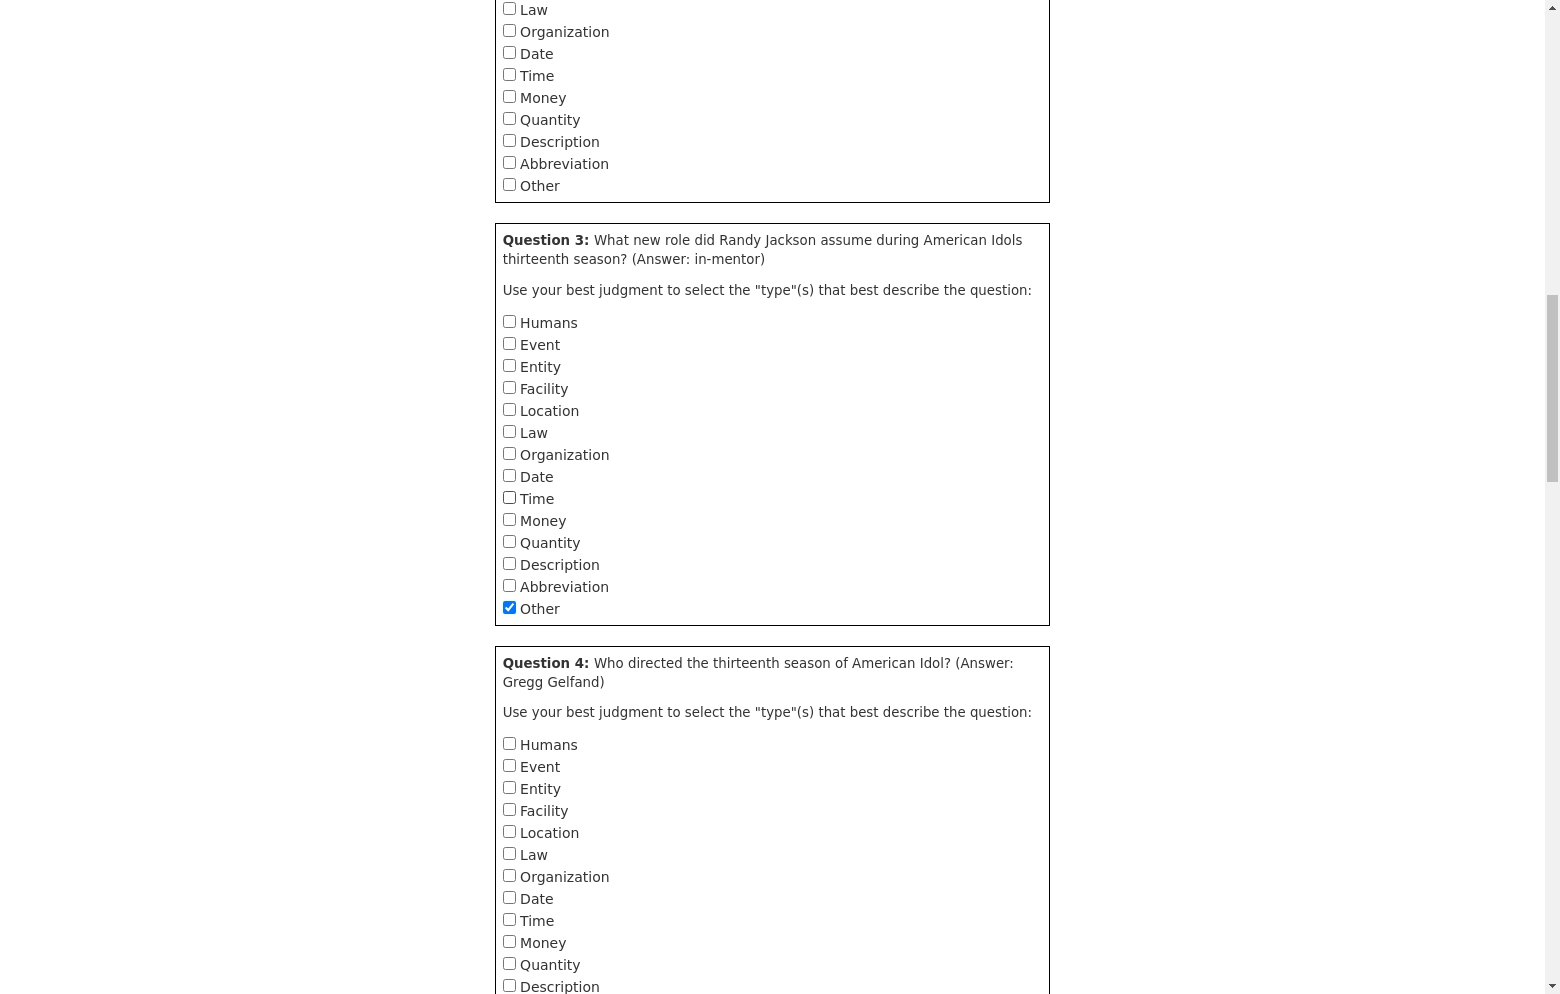 Law
Organization
Date
Time
Money
Quantity
Description
Abbreviation
Other
Question 3: What new role did Randy Jackson assume during American Idols
thirteenth season? (Answer: in-mentor)
Use your best judgment to select the "type"(s) that best describe the question:
Humans
Event
Entity
Facility
Location
Law
Organization
Date
Time
Money
Quantity
Description
Abbreviation
Other
Question 4: Who directed the thirteenth season of American Idol? (Answer:
Gregg Gelfand)
Use your best judgment to select the "type"(s) that best describe the question:
Humans
Event
Entity
Facility
Location
Law
Organization
Date
Time
Money
Quantity
Description